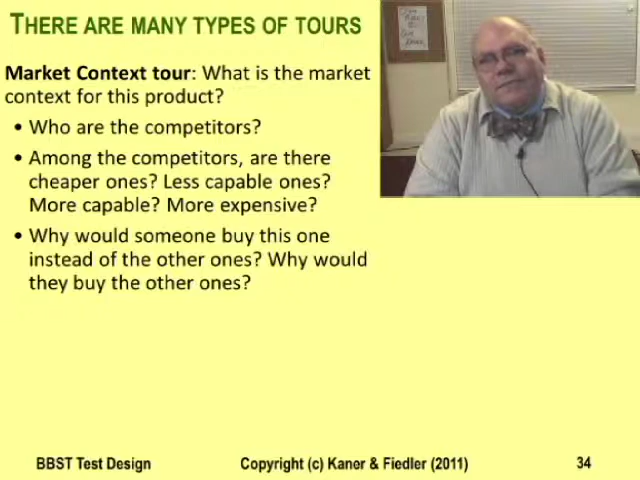 THERE ARE MANY TYPES OF TOURS
Market Context tour: What is the market
context for this product?
• Who are the competitors?
• Among the competitors, are there
cheaper ones? Less capable ones?
More capable? More expensive?
• Why would someone buy this one
instead of the other ones? Why would
they buy the other ones?
BBST Test Design
Copyright (c) Kaner & Fiedler (2011)
34